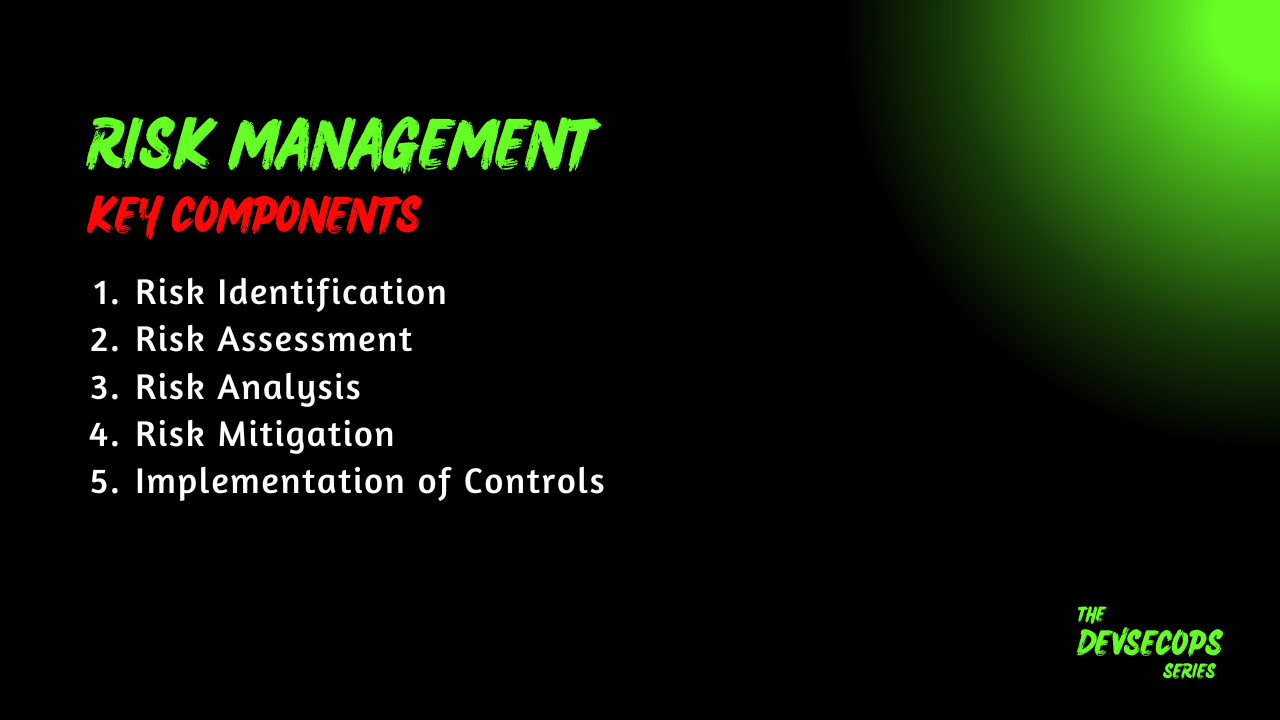 RISK MANAGEMENT
KEY COMPONENTS
1. Risk Identification
2. Risk Assessment
3. Risk Analysis
4. Risk Mitigation
5. Implementation of Controls
THE
DEVSECOPS
SERIES